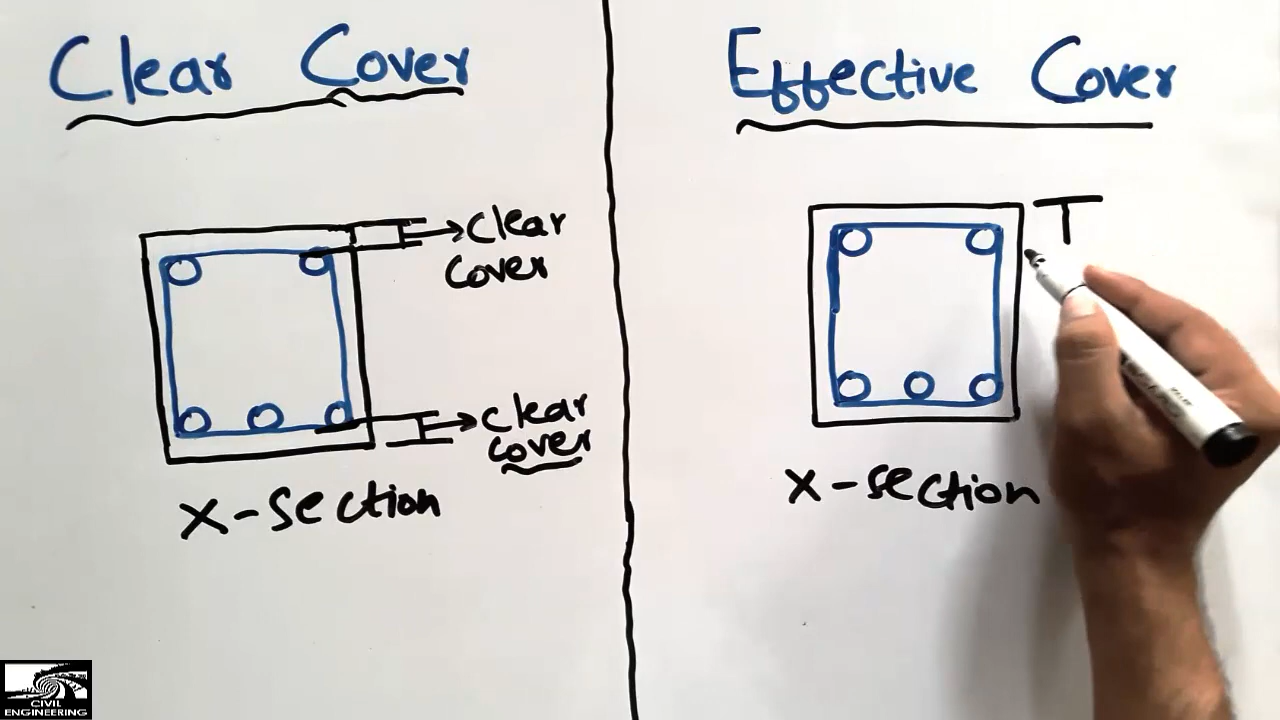 Clear Cover
Clear
Cover
Clear
Cover
X-Section
Effective Cover
X-Section
CIVIL
ENGINEERING